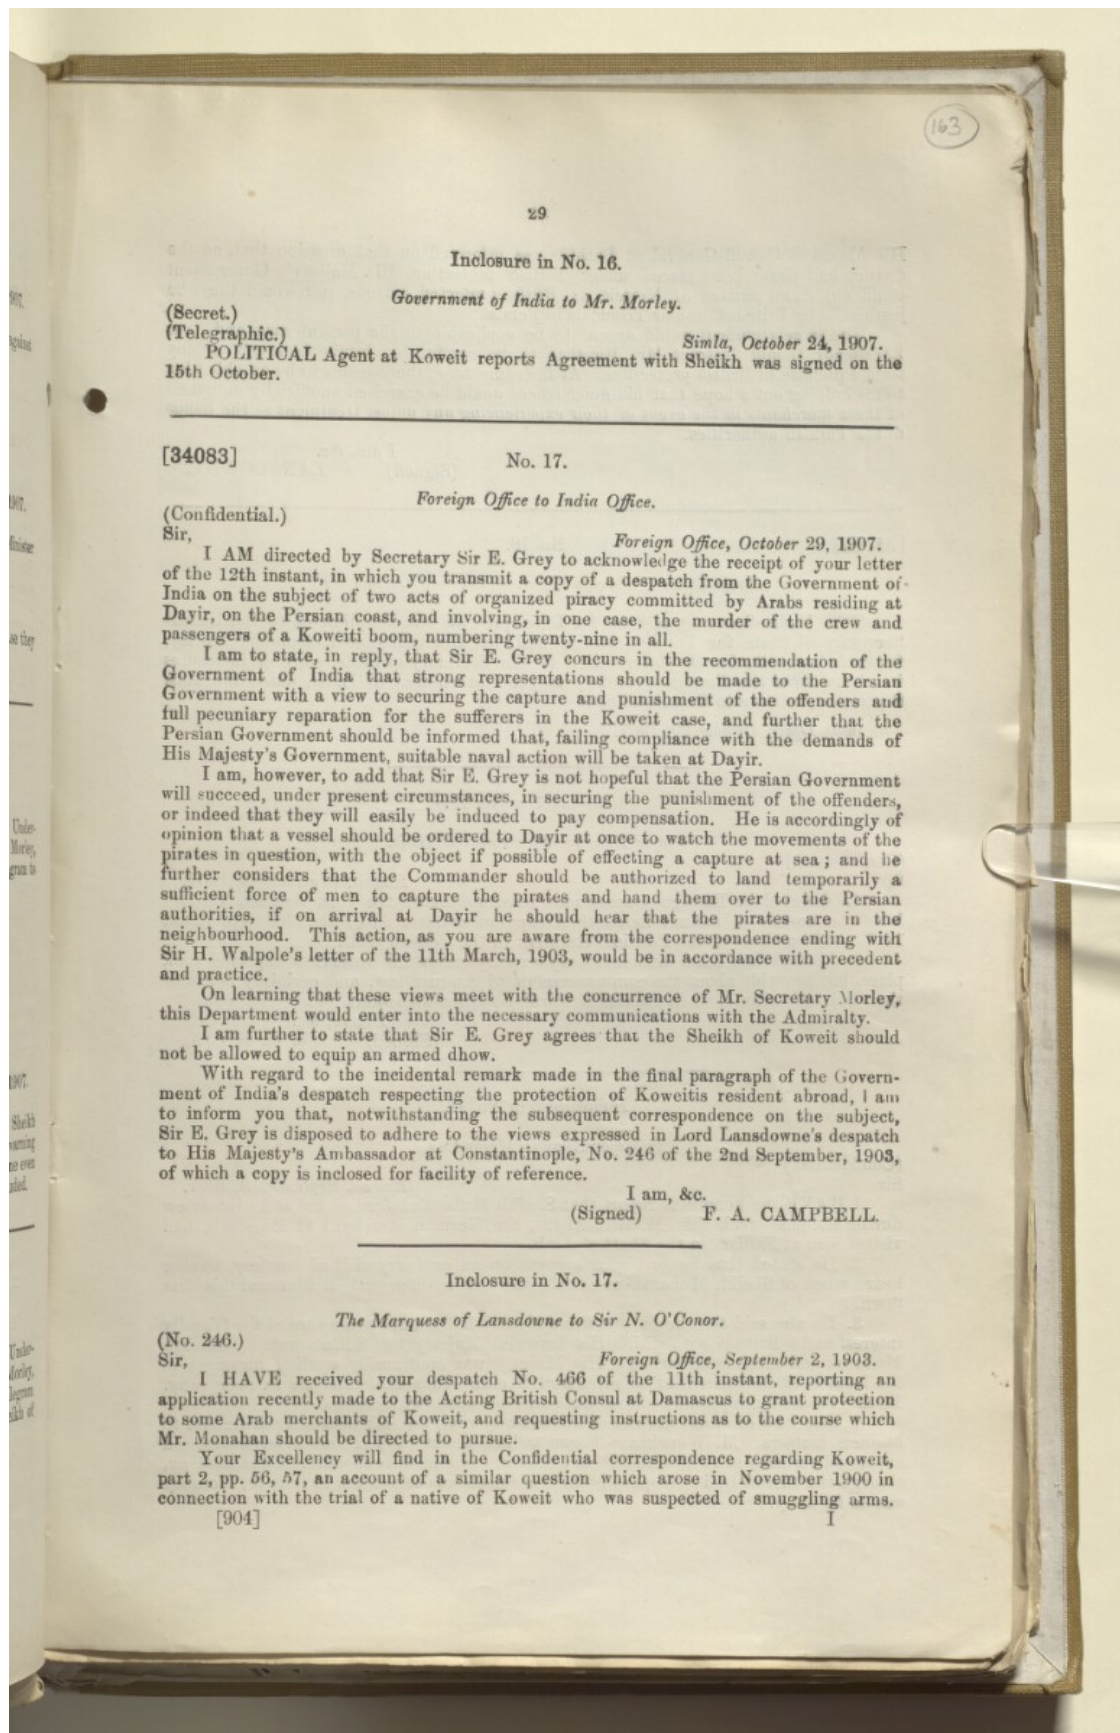 163
29
Inclosure in No. 16.
Government of India to Mr. Morley.
(Secret.)
(Telegraphic.) Simla, October 24, 1907.
POLITICAL Agent at Koweit reports Agreement with Sheikh was signed on the
15th October.
[34083] No. 17.
Foreign Office to India Office.
(Confidential.)
Sir, Foreign Office, October 29, 1907.
I AM directed by Secretary Sir E. Grey to acknowledge the receipt of your letter
of the 12th instant, in which you transmit a copy of a despatch from the Government of
India on the subject of two acts of organized piracy committed by Arabs residing at
Dayir, on the Persian coast, and involving, in one case, the murder of the crew and
passengers of a Koweiti boom, numbering twenty-nine in all.
I am to state, in reply, that Sir E. Grey concurs in the recommendation of the
Government of India that strong representations should be made to the Persian
Government with a view to securing the capture and punishment of the offenders and
full pecuniary reparation for the sufferers in the Koweit case, and further that the
Persian Government should be informed that, failing compliance with the demands of
His Majesty's Government, suitable naval action will be taken at Dayir.
I am, however, to add that Sir E. Grey is not hopeful that the Persian Government
will succeed, under present circumstances, in securing the punishment of the offenders,
or indeed that they will easily be induced to pay compensation. He is accordingly of
opinion that a vessel should be ordered to Dayir at once to watch the movements of the
pirates in question, with the object if possible of effecting a capture at sea; and he
further considers that the Commander should be authorized to land temporarily a
sufficient force of men to capture the pirates and hand them over to the Persian
authorities, if on arrival at Dayir he should hear that the pirates are in the
neighbourhood. This action, as you are aware from the correspondence ending with
Sir H. Walpole's letter of the 11th March, 1903, would be in accordance with precedent
and practice.
On learning that these views meet with the concurrence of Mr. Secretary Morley,
this Department would enter into the necessary communications with the Admiralty.
I am further to state that Sir E. Grey agrees that the Sheikh of Koweit should
not be allowed to equip an armed dhow.
With regard to the incidental remark made in the final paragraph of the Govern-
ment of India's despatch respecting the protection of Koweitis resident abroad, I am
to inform you that, notwithstanding the subsequent correspondence on the subject,
Sir E. Grey is disposed to adhere to the views expressed in Lord Lansdowne's despatch
to His Majesty's Ambassador at Constantinople, No. 246 of the 2nd September, 1903,
of which a copy is inclosed for facility of reference.
I am, &c.
(Signed) F. A. CAMPBELL.
Inclosure in No. 17.
The Marquess of Lansdowne to Sir N. O'Conor.
(No. 246.)
Sir, Foreign Office, September 2, 1903.
I HAVE received your despatch No. 466 of the 11th instant, reporting an
application recently made to the Acting British Consul at Damascus to grant protection
to some Arab merchants of Koweit, and requesting instructions as to the course which
Mr. Monahan should be directed to pursue.
Your Excellency will find in the Confidential correspondence regarding Koweit,
part 2, pp. 56, 57, an account of a similar question which arose in November 1900 in
connection with the trial of a native of Koweit who was suspected of smuggling arms.
[904] I